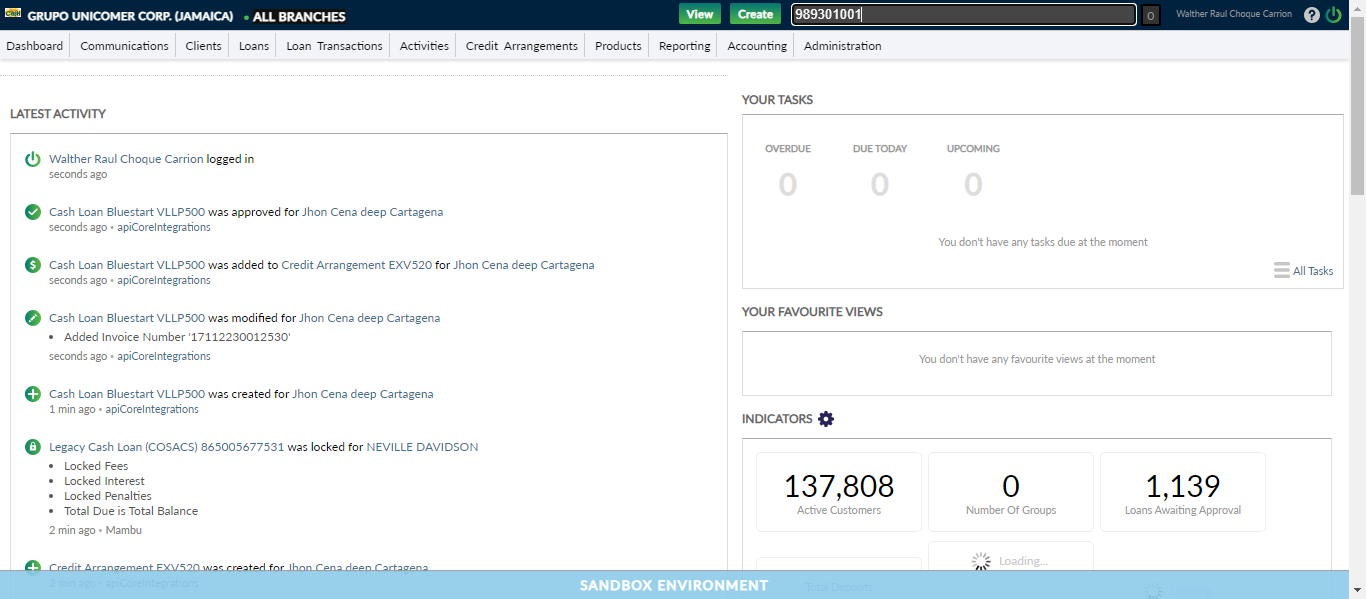 Cash GRUPO UNICOMER CORP. (JAMAICA) • ALL BRANCHES View Create 989301001 0 Walther Raul Choque Carrion ?
Dashboard Communications Clients Loans Loan Transactions Activities Credit Arrangements Products Reporting Accounting Administration
LATEST ACTIVITY
Walther Raul Choque Carrion logged in
seconds ago
Cash Loan Bluestart VLLP500 was approved for Jhon Cena deep Cartagena
seconds ago • apiCoreIntegrations
Cash Loan Bluestart VLLP500 was added to Credit Arrangement EXV520 for Jhon Cena deep Cartagena
seconds ago • apiCoreIntegrations
Cash Loan Bluestart VLLP500 was modified for Jhon Cena deep Cartagena
• Added Invoice Number '17112230012530'
seconds ago • apiCoreIntegrations
Cash Loan Bluestart VLLP500 was created for Jhon Cena deep Cartagena
1 min ago • apiCoreIntegrations
Legacy Cash Loan (COSACS) 865005677531 was locked for NEVILLE DAVIDSON
• Locked Fees
• Locked Interest
• Locked Penalties
• Total Due is Total Balance
2 min ago • Mambu
Credit Arrangement EXV520 was created for Jhon Cena deep Cartagena
2 min ago • apiCoreIntegrations
YOUR TASKS
OVERDUE DUE TODAY UPCOMING
0 0 0
You don't have any tasks due at the moment
All Tasks
YOUR FAVOURITE VIEWS
You don't have any favourite views at the moment
INDICATORS
137,808 0 1,139
Active Customers Number Of Groups Loans Awaiting Approval
Loading...
Total Deposits
SANDBOX ENVIRONMENT